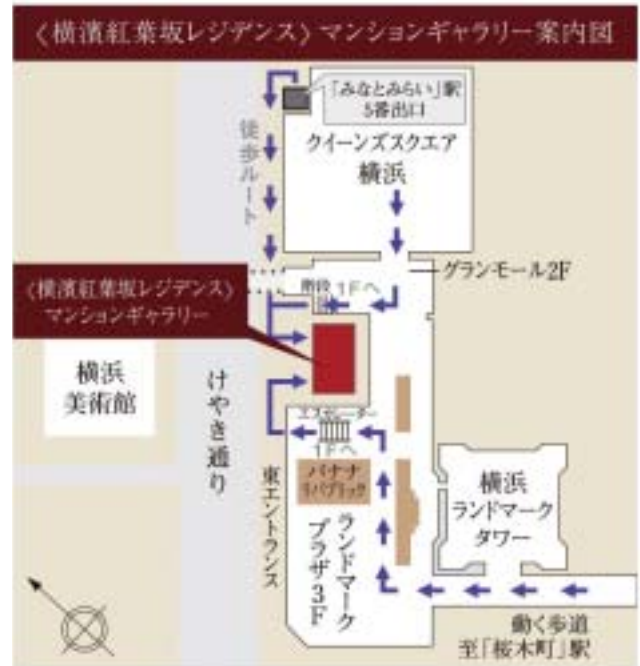 〈横濱紅葉坂レジデンス〉マンションギャラリー案内図
「みなとみらい」駅
5番出口
クイーンズスクエア
横浜
徒歩ルート
グランモール2F
階段
1Fへ
〈横濱紅葉坂レジデンス〉
マンションギャラリー
横浜
美術館
けやき通り
エスカレーター
1Fへ
バナナ
リパブリック
東エントランス
ランドマーク
プラザ3F
横浜
ランドマーク
タワー
動く歩道
至「桜木町」駅